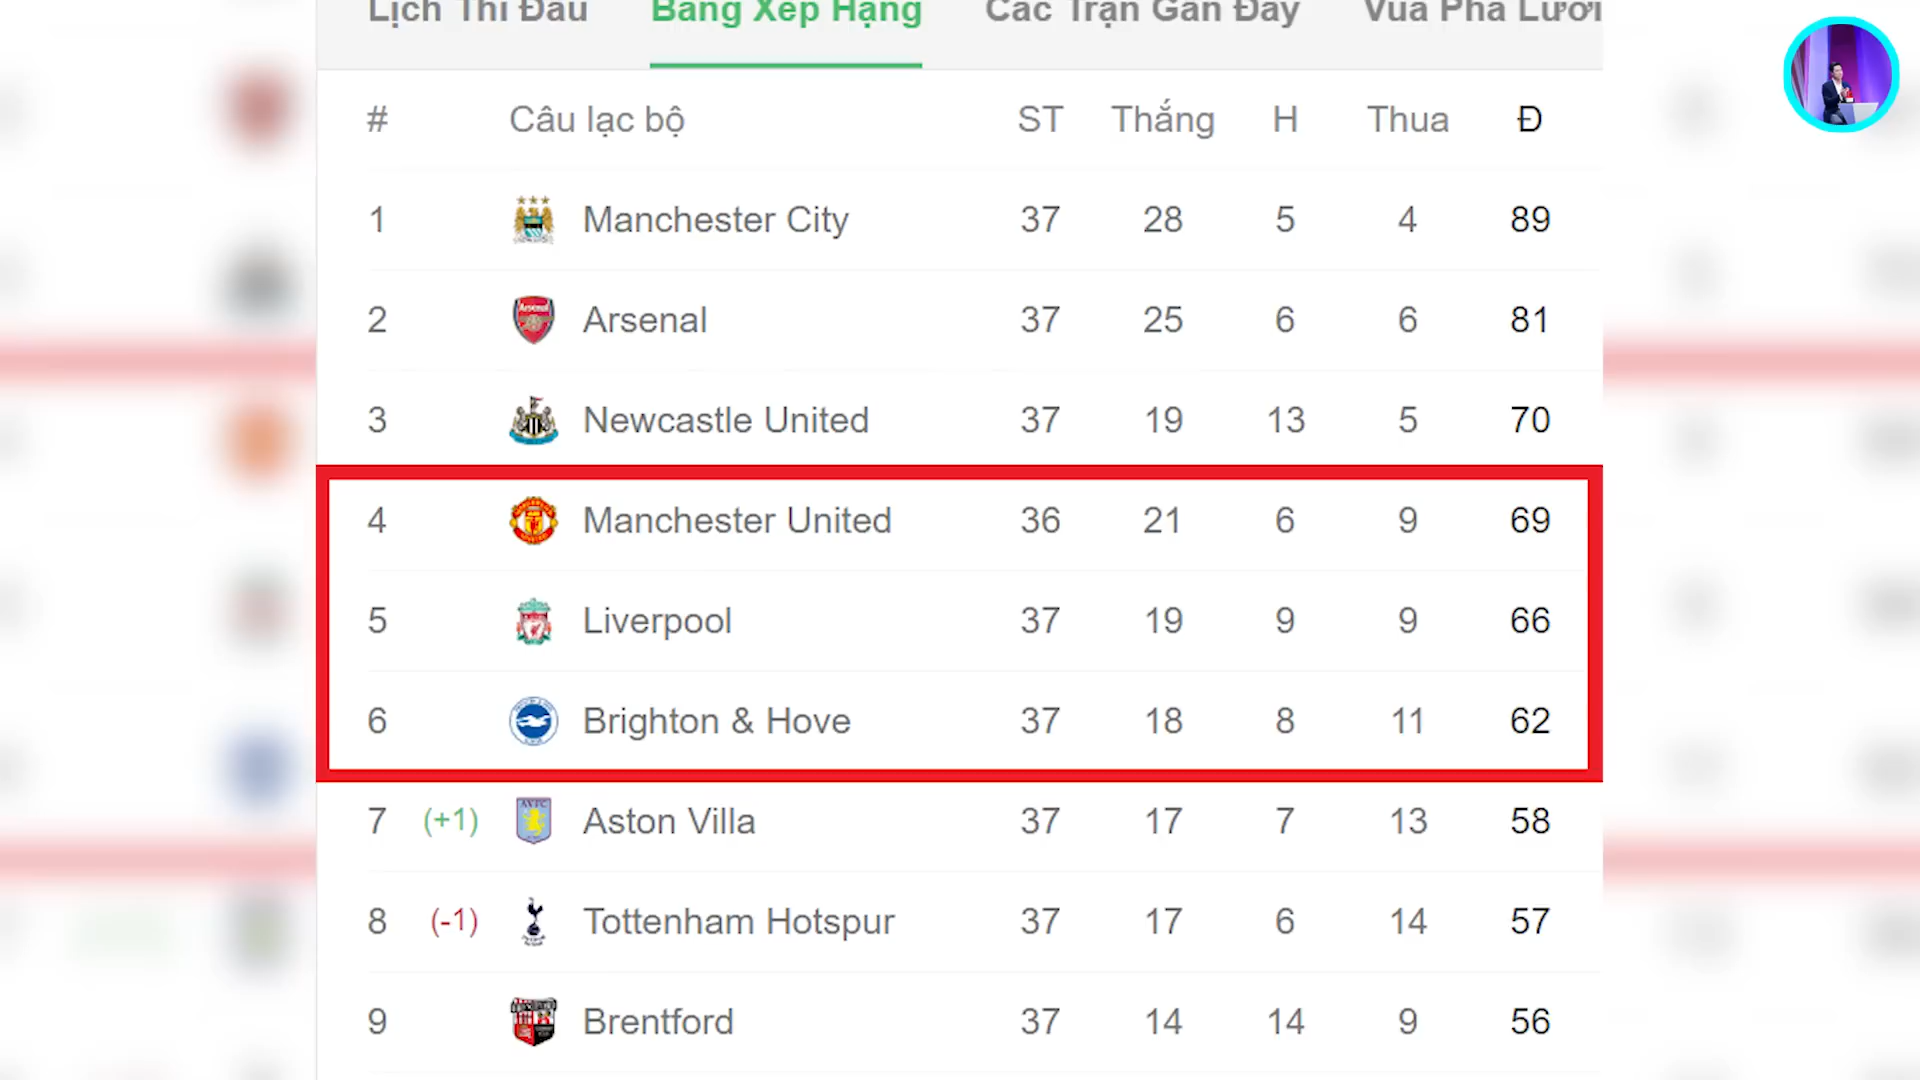 Lịch Thi Đấu Bảng Xếp Hạng Các Trận Gần Đây Vua Phá Lưới
# Câu lạc bộ ST Thắng H Thua Đ
1 Manchester City 37 28 5 4 89
2 Arsenal 37 25 6 6 81
3 Newcastle United 37 19 13 5 70
4 Manchester United 36 21 6 9 69
5 Liverpool 37 19 9 9 66
6 Brighton & Hove 37 18 8 11 62
7 (+1) Aston Villa 37 17 7 13 58
8 (-1) Tottenham Hotspur 37 17 6 14 57
9 Brentford 37 14 14 9 56